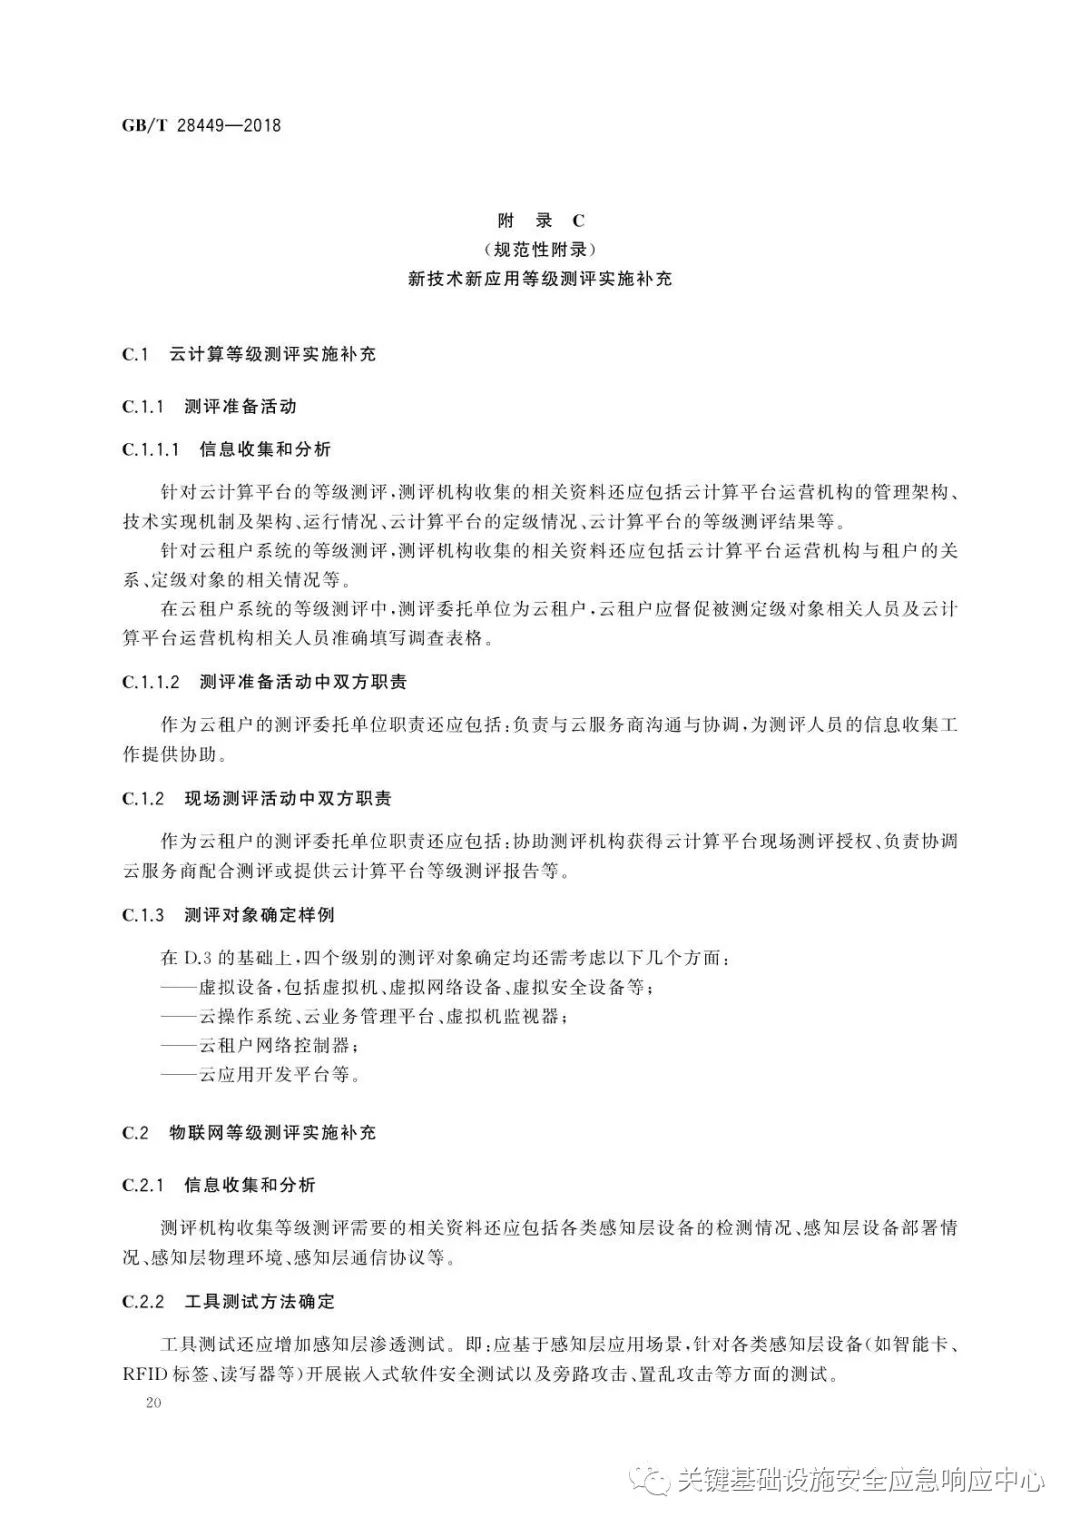 GB/T 28449—2018
附 录 C
（规范性附录）
新技术新应用等级测评实施补充
C.1 云计算等级测评实施补充
C.1.1 测评准备活动
C.1.1.1 信息收集和分析
针对云计算平台的等级测评,测评机构收集的相关资料还应包括云计算平台运营机构的管理架构、
技术实现机制及架构、运行情况、云计算平台的定级情况、云计算平台的等级测评结果等。
针对云租户系统的等级测评,测评机构收集的相关资料还应包括云计算平台运营机构与租户的关
系、定级对象的相关情况等。
在云租户系统的等级测评中,测评委托单位为云租户,云租户应督促被测定级对象相关人员及云计
算平台运营机构相关人员准确填写调查表格。
C.1.1.2 测评准备活动中双方职责
作为云租户的测评委托单位职责还应包括:负责与云服务商沟通与协调,为测评人员的信息收集工
作提供协助。
C.1.2 现场测评活动中双方职责
作为云租户的测评委托单位职责还应包括:协助测评机构获得云计算平台现场测评授权、负责协调
云服务商配合测评或提供云计算平台等级测评报告等。
C.1.3 测评对象确定样例
在 D.3 的基础上,四个级别的测评对象确定均还需考虑以下几个方面:
——虚拟设备,包括虚拟机、虚拟网络设备、虚拟安全设备等;
——云操作系统、云业务管理平台、虚拟机监视器;
——云租户网络控制器;
——云应用开发平台等。
C.2 物联网等级测评实施补充
C.2.1 信息收集和分析
测评机构收集等级测评需要的相关资料还应包括各类感知层设备的检测情况、感知层设备部署情
况、感知层物理环境、感知层通信协议等。
C.2.2 工具测试方法确定
工具测试还应增加感知层渗透测试。即:应基于感知层应用场景,针对各类感知层设备(如智能卡、
RFID 标签、读写器等)开展嵌入式软件安全测试以及旁路攻击、置乱攻击等方面的测试。
20
关键基础设施安全应急响应中心